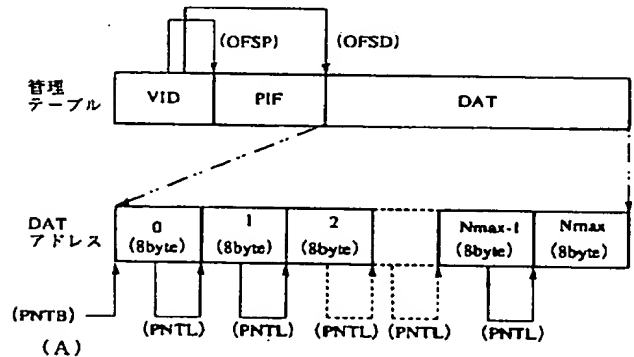 (OFSP) (OFSD)
管理
テーブル
VID PIF DAT
DAT
アドレス
0 1 2 Nmax-1 Nmax
(8byte) (8byte) (8byte) (8byte) (8byte)
(PNTB) (PNTL) (PNTL) (PNTL) (PNTL) (PNTL)
(A)